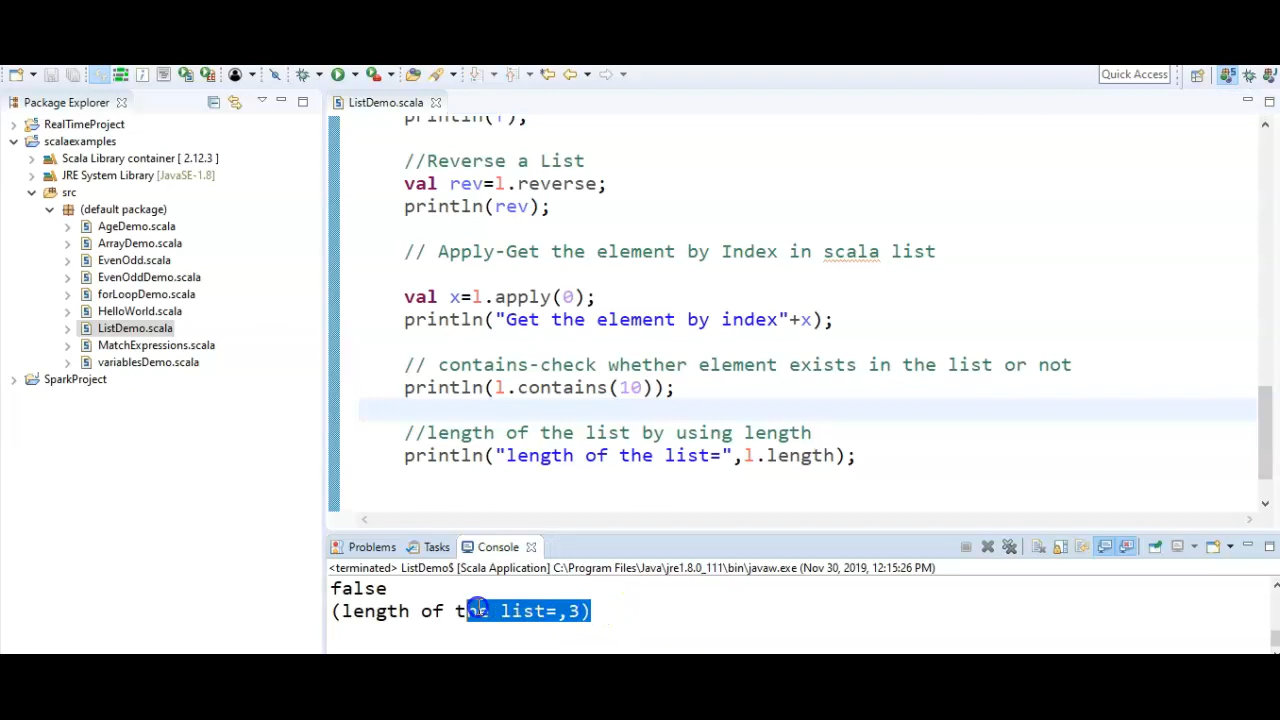 Quick Access
Package Explorer
RealTimeProject
scalaexamples
Scala Library container [ 2.12.3 ]
JRE System Library [JavaSE-1.8]
src
(default package)
AgeDemo.scala
ArrayDemo.scala
EvenOdd.scala
EvenOddDemo.scala
forLoopDemo.scala
HelloWorld.scala
ListDemo.scala
MatchExpressions.scala
variablesDemo.scala
SparkProject
ListDemo.scala
//Reverse a List
val rev=l.reverse;
println(rev);
// Apply-Get the element by Index in scala list
val x=l.apply(0);
println("Get the element by index"+x);
// contains-check whether element exists in the list or not
println(l.contains(10));
//length of the list by using length
println("length of the list=",l.length);
Problems Tasks Console
<terminated> ListDemo$ [Scala Application] C:\Program Files\Java\jre1.8.0_111\bin\javaw.exe (Nov 30, 2019, 12:15:26 PM)
false
(length of the list=,3)